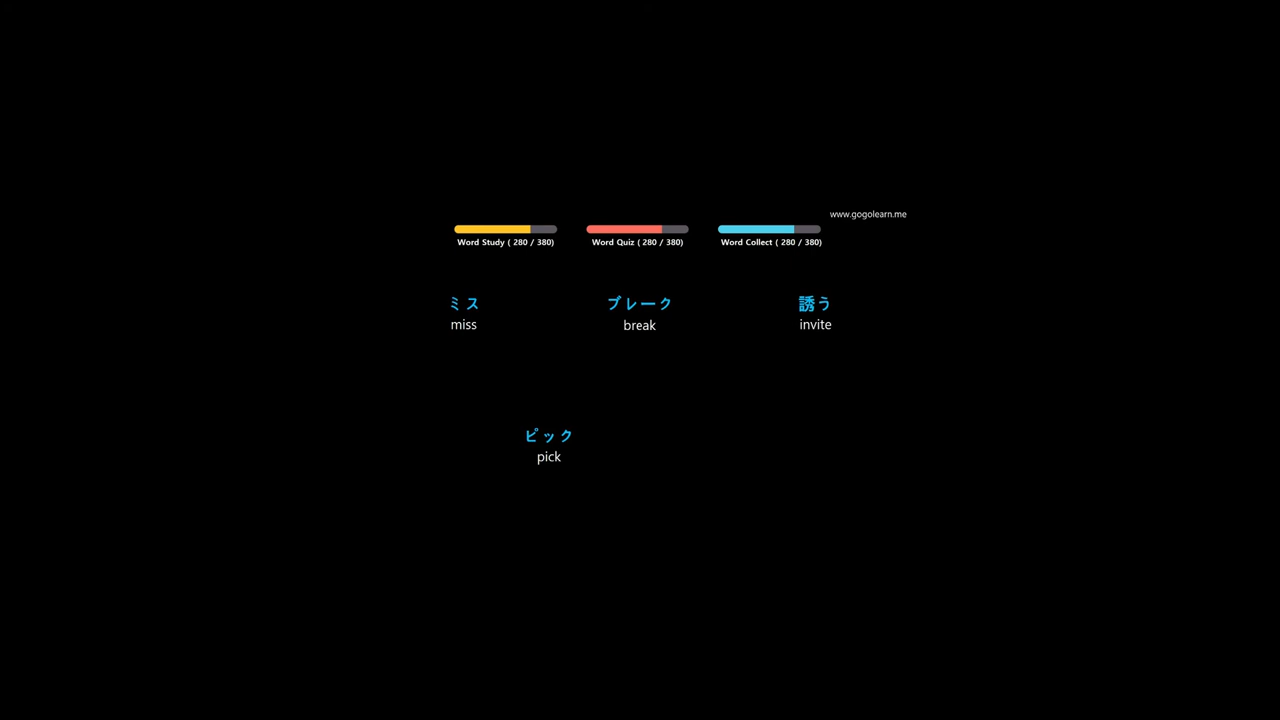 www.gogolearn.me
Word Study ( 280 / 380)
Word Quiz ( 280 / 380)
Word Collect ( 280 / 380)
ミス
miss
ブレーク
break
誘う
invite
ピック
pick